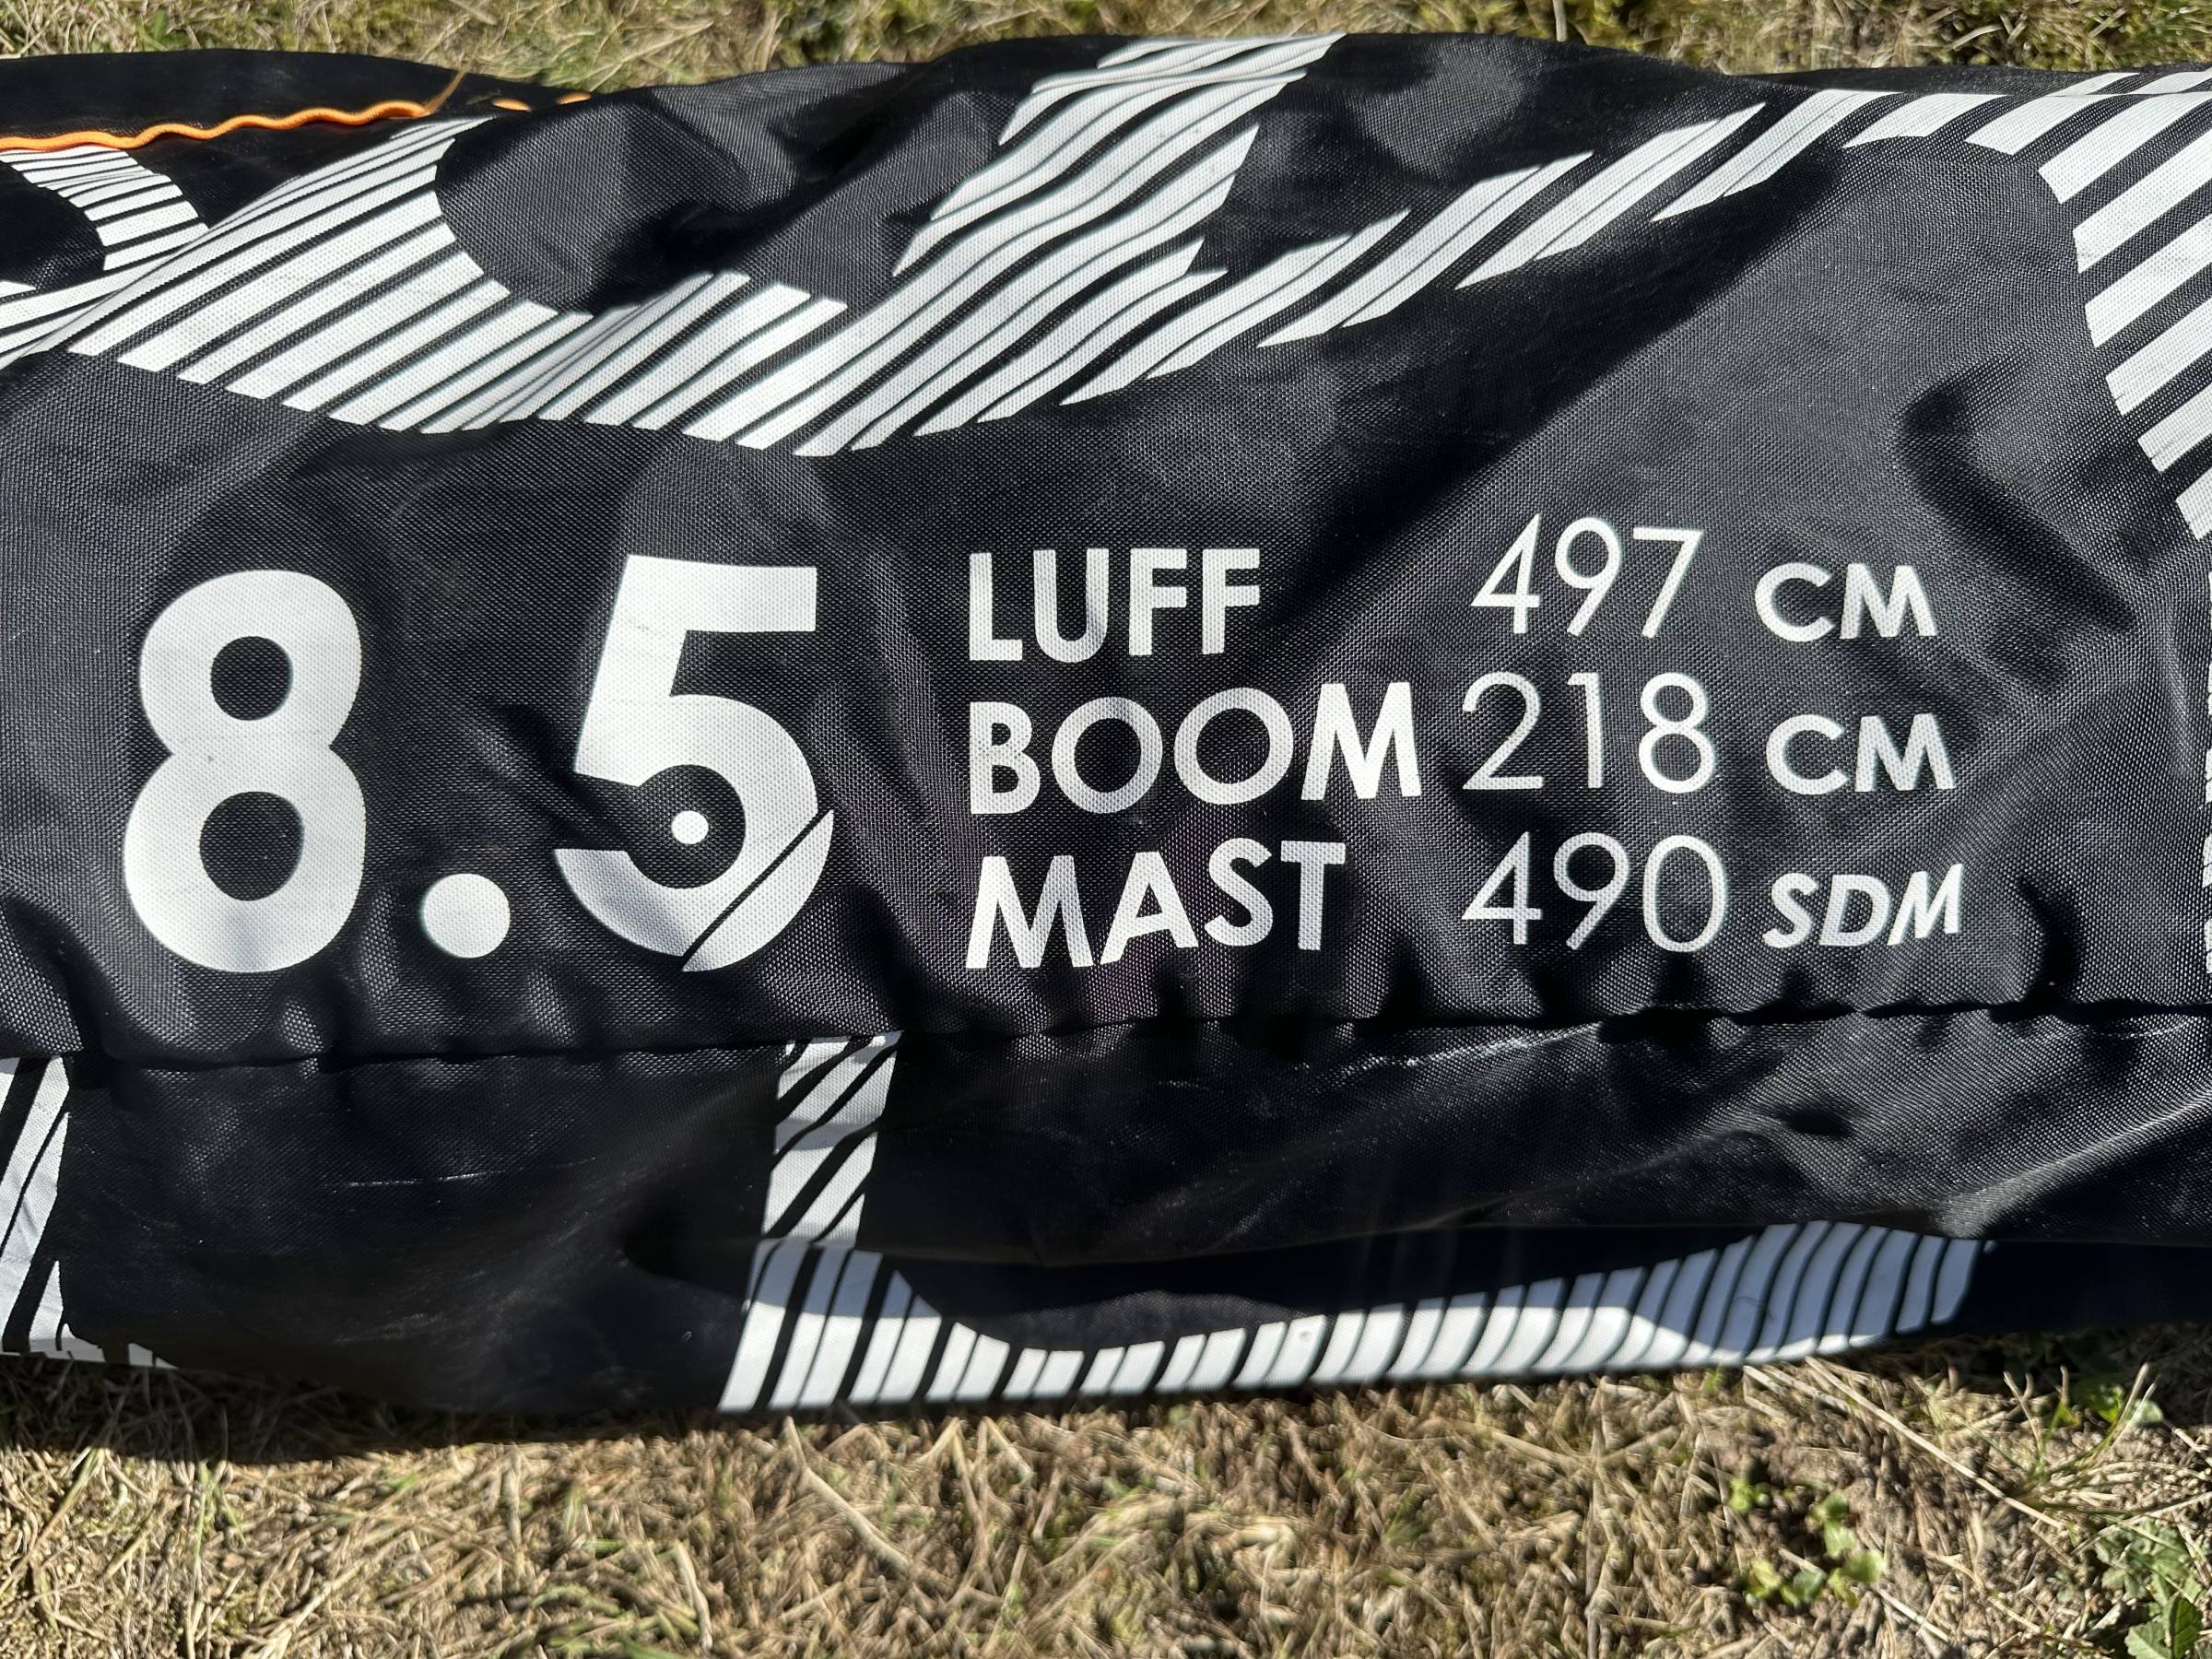 8.5
LUFF 497 CM
BOOM 218 CM
MAST 490 SDM